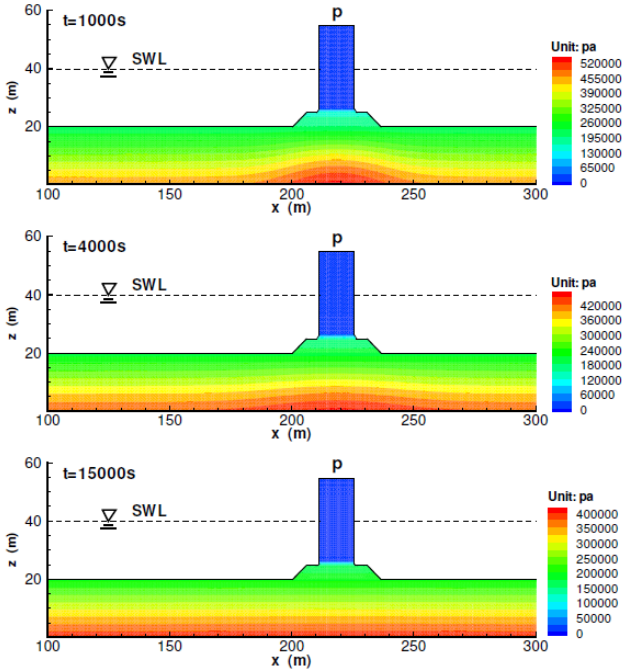 p
t=1000s
SWL
z (m)
60
40
20
100 150 200 250 300
x (m)
Unit: pa
520000
455000
390000
325000
260000
195000
130000
65000
0
p
t=4000s
SWL
z (m)
60
40
20
100 150 200 250 300
x (m)
Unit: pa
420000
360000
300000
240000
180000
120000
60000
0
p
t=15000s
SWL
z (m)
60
40
20
100 150 200 250 300
x (m)
Unit: pa
400000
350000
300000
250000
200000
150000
100000
50000
0